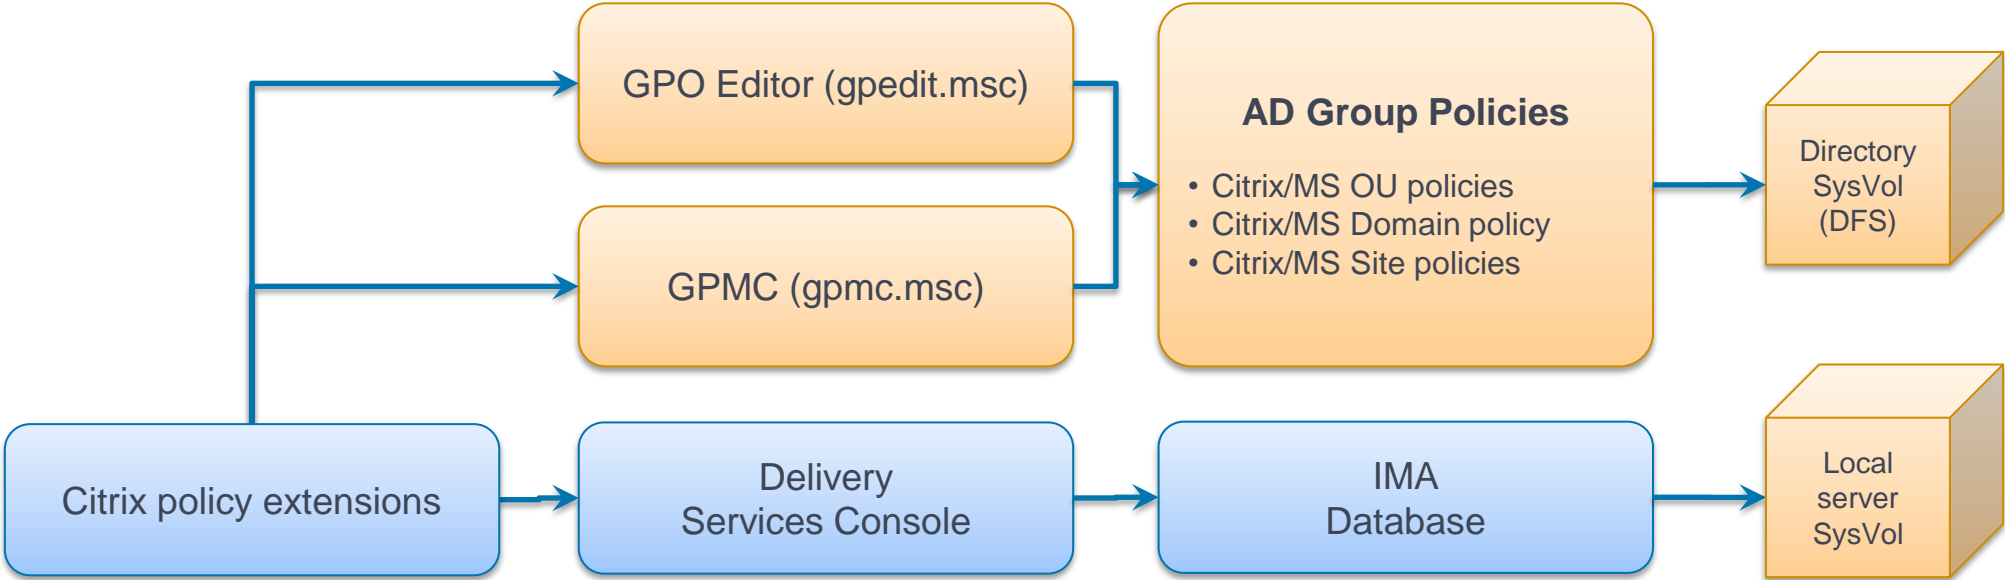 GPO Editor (gpedit.msc)
GPMC (gpmc.msc)
AD Group Policies
• Citrix/MS OU policies
• Citrix/MS Domain policy
• Citrix/MS Site policies
Directory
SysVol
(DFS)
Citrix policy extensions
Delivery
Services Console
IMA
Database
Local
server
SysVol